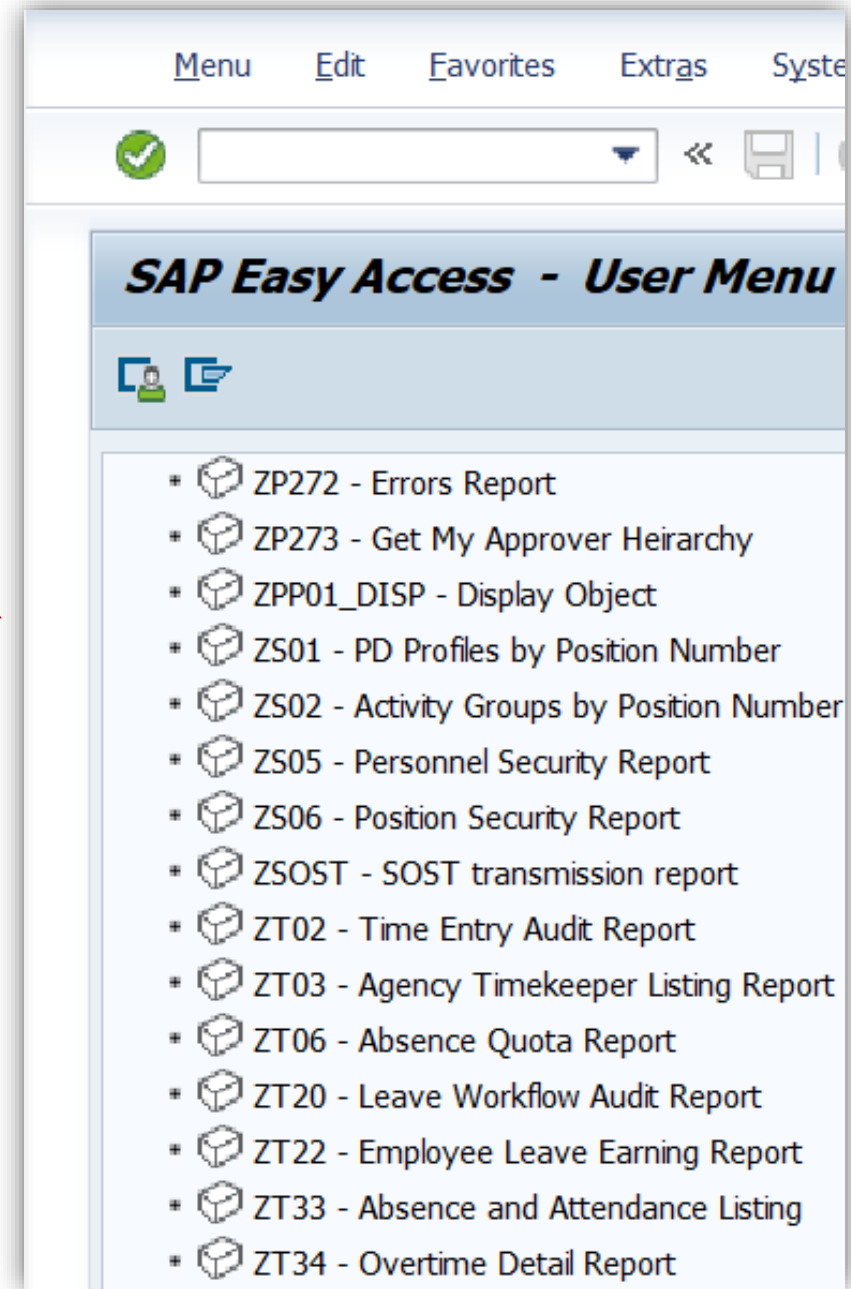 Menu Edit Favorites Extras Syste
SAP Easy Access - User Menu
ZP272 - Errors Report
ZP273 - Get My Approver Heirarchy
ZPP01_DISP - Display Object
ZS01 - PD Profiles by Position Number
ZS02 - Activity Groups by Position Number
ZS05 - Personnel Security Report
ZS06 - Position Security Report
ZSOST - SOST transmission report
ZT02 - Time Entry Audit Report
ZT03 - Agency Timekeeper Listing Report
ZT06 - Absence Quota Report
ZT20 - Leave Workflow Audit Report
ZT22 - Employee Leave Earning Report
ZT33 - Absence and Attendance Listing
ZT34 - Overtime Detail Report